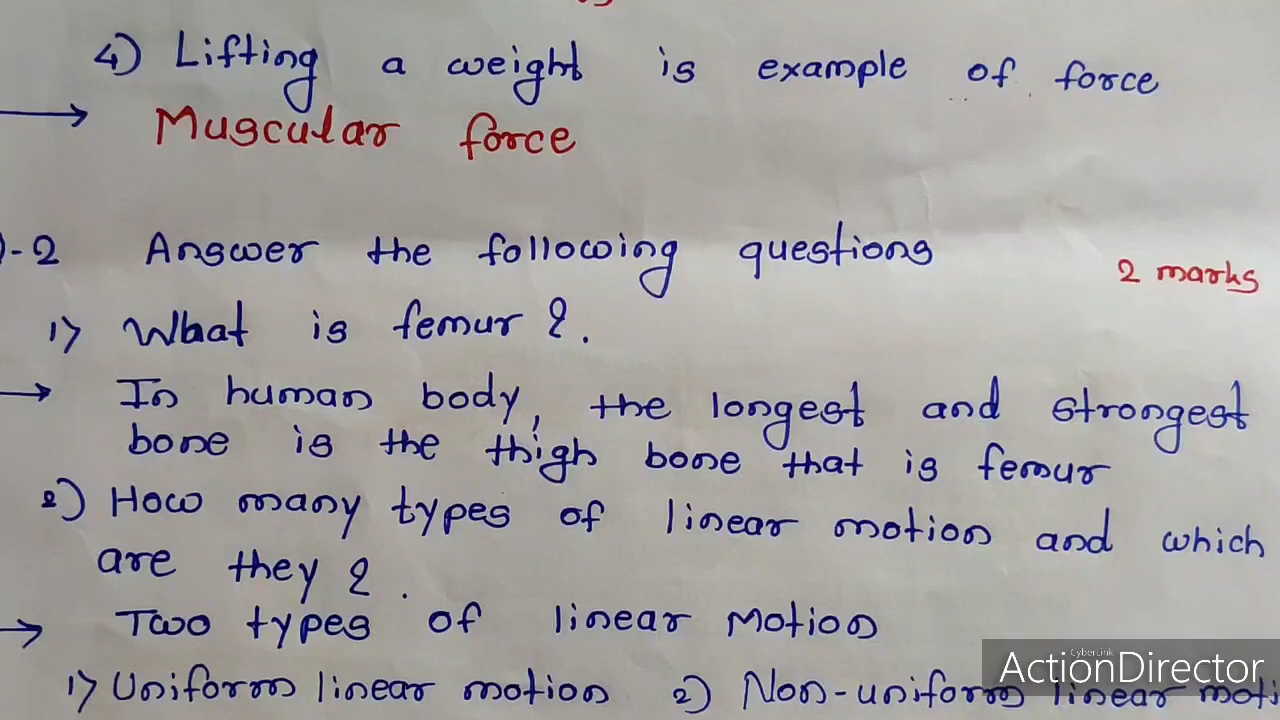 4) Lifting a weight is example of force
→ Muscular force
)-2 Answer the following questions
2 marks
1) What is femur ?.
→ In human body, the longest and strongest
bone is the thigh bone that is femur
2) How many types of linear motion and which
are they ? .
→ Two types of linear Motion
1) Uniform linear motion 2) Non-uniform linear moti
CyberLink
ActionDirector